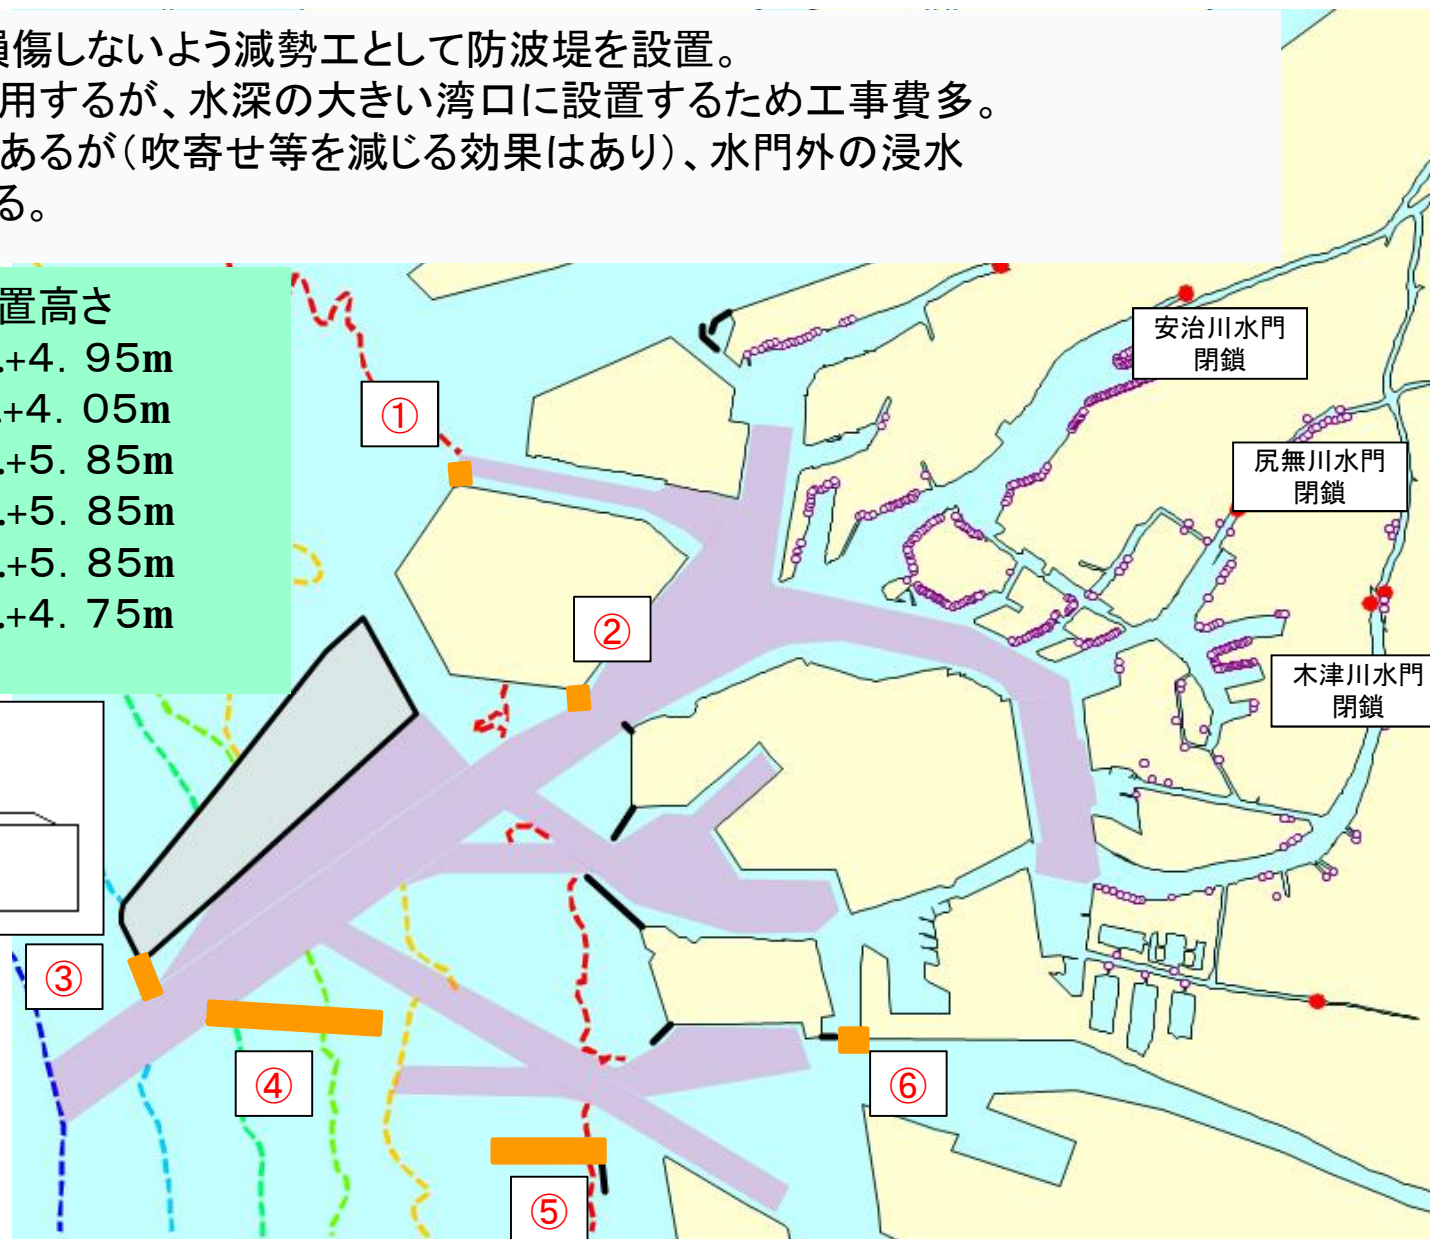 損傷しないよう減勢工として防波堤を設置。
用するが、水深の大きい湾口に設置するため工事費多。
あるが（吹寄せ等を減じる効果はあり）、水門外の浸水
る。
置高さ
.+4．95m
.+4．05m
.+5．85m
.+5．85m
.+5．85m
.+4．75m
安治川水門
閉鎖
①
尻無川水門
閉鎖
②
木津川水門
閉鎖
③
④
⑥
⑤